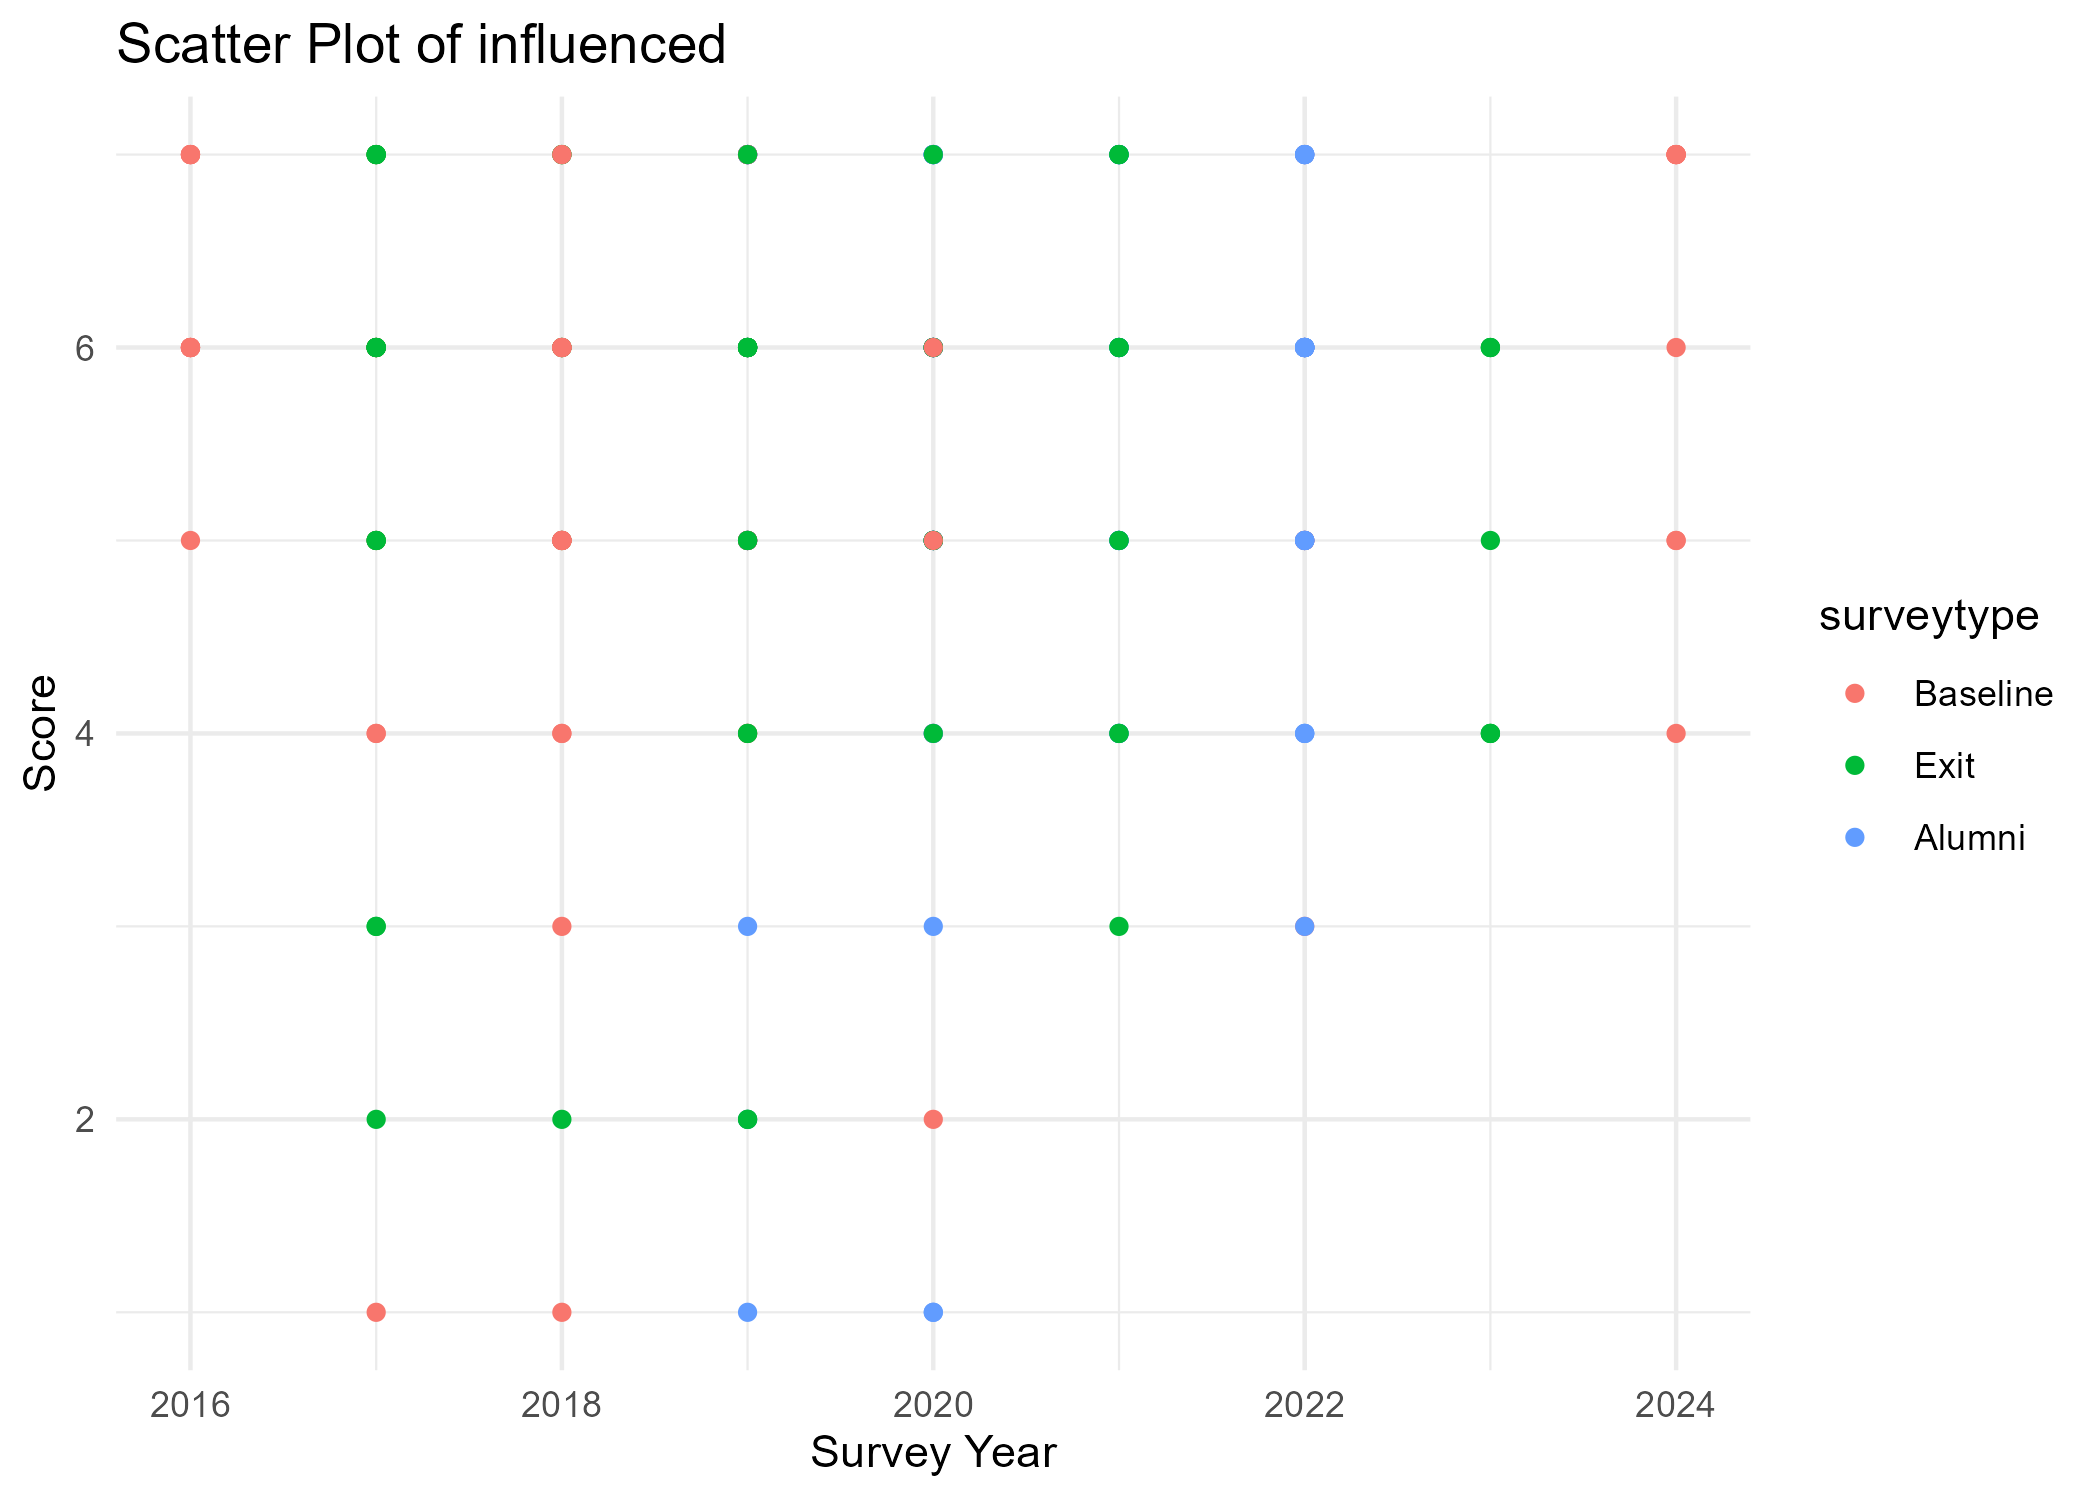 Scatter Plot of influenced
6
4
2
Score
2016 2018 2020 2022 2024
Survey Year
surveytype
Baseline
Exit
Alumni